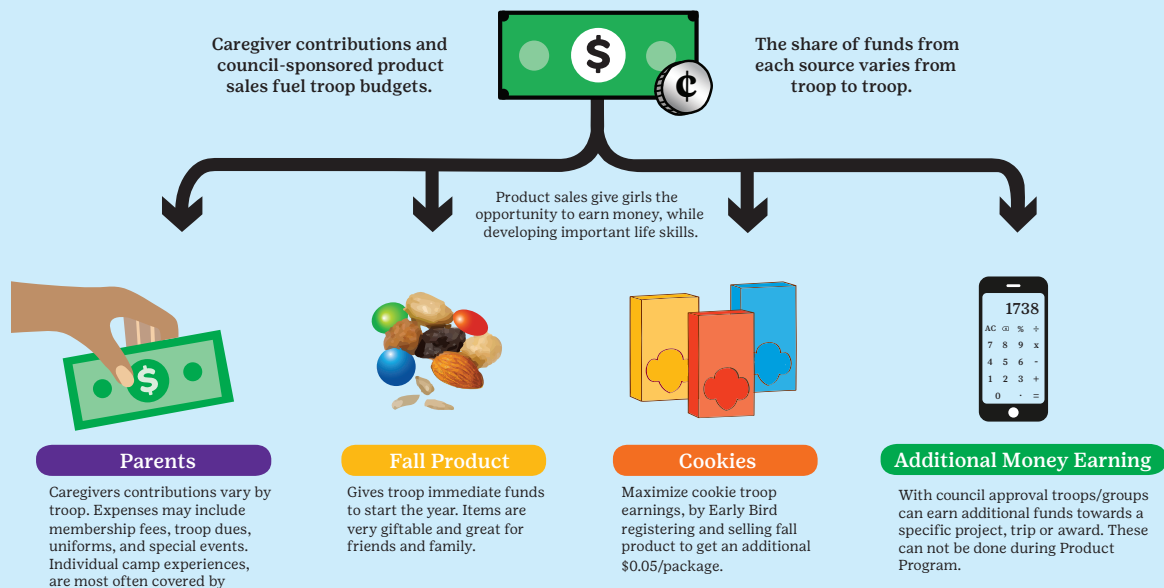 Caregiver contributions and
council-sponsored product
sales fuel troop budgets.
$
¢
The share of funds from
each source varies from
troop to troop.
Product sales give girls the
opportunity to earn money, while
developing important life skills.
$
1738
AC % ÷
7 8 9 x
4 5 6 -
1 2 3 +
0 . =
Parents
Caregivers contributions vary by
troop. Expenses may include
membership fees, troop dues,
uniforms, and special events.
Individual camp experiences,
are most often covered by
Fall Product
Gives troop immediate funds
to start the year. Items are
very giftable and great for
friends and family.
Cookies
Maximize cookie troop
earnings, by Early Bird
registering and selling fall
product to get an additional
$0.05/package.
Additional Money Earning
With council approval troops/groups
can earn additional funds towards a
specific project, trip or award. These
can not be done during Product
Program.